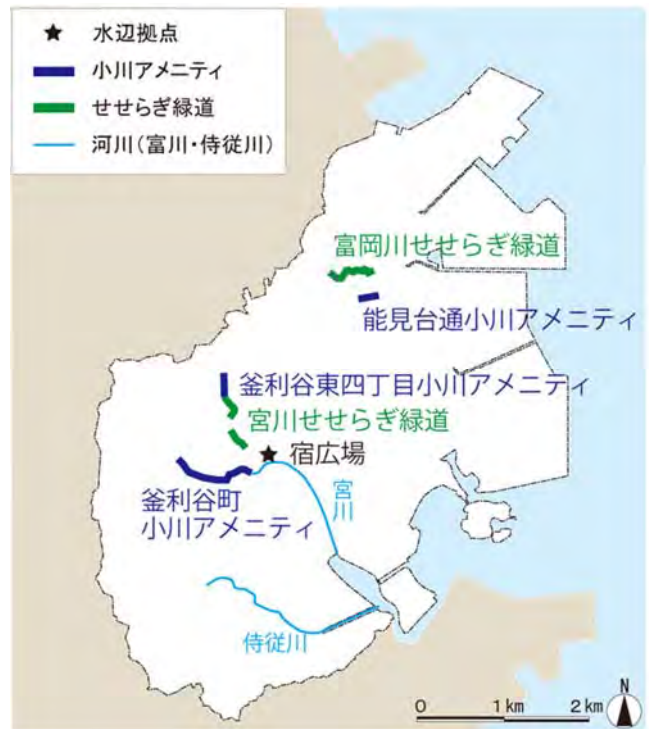 水辺拠点
小川アメニティ
せせらぎ緑道
河川(富川・侍従川)
富岡川せせらぎ緑道
能見台通小川アメニティ
釜利谷東四丁目小川アメニティ
宮川せせらぎ緑道
宿広場
釜利谷町
小川アメニティ
宮川
侍従川
0 1km 2km
N